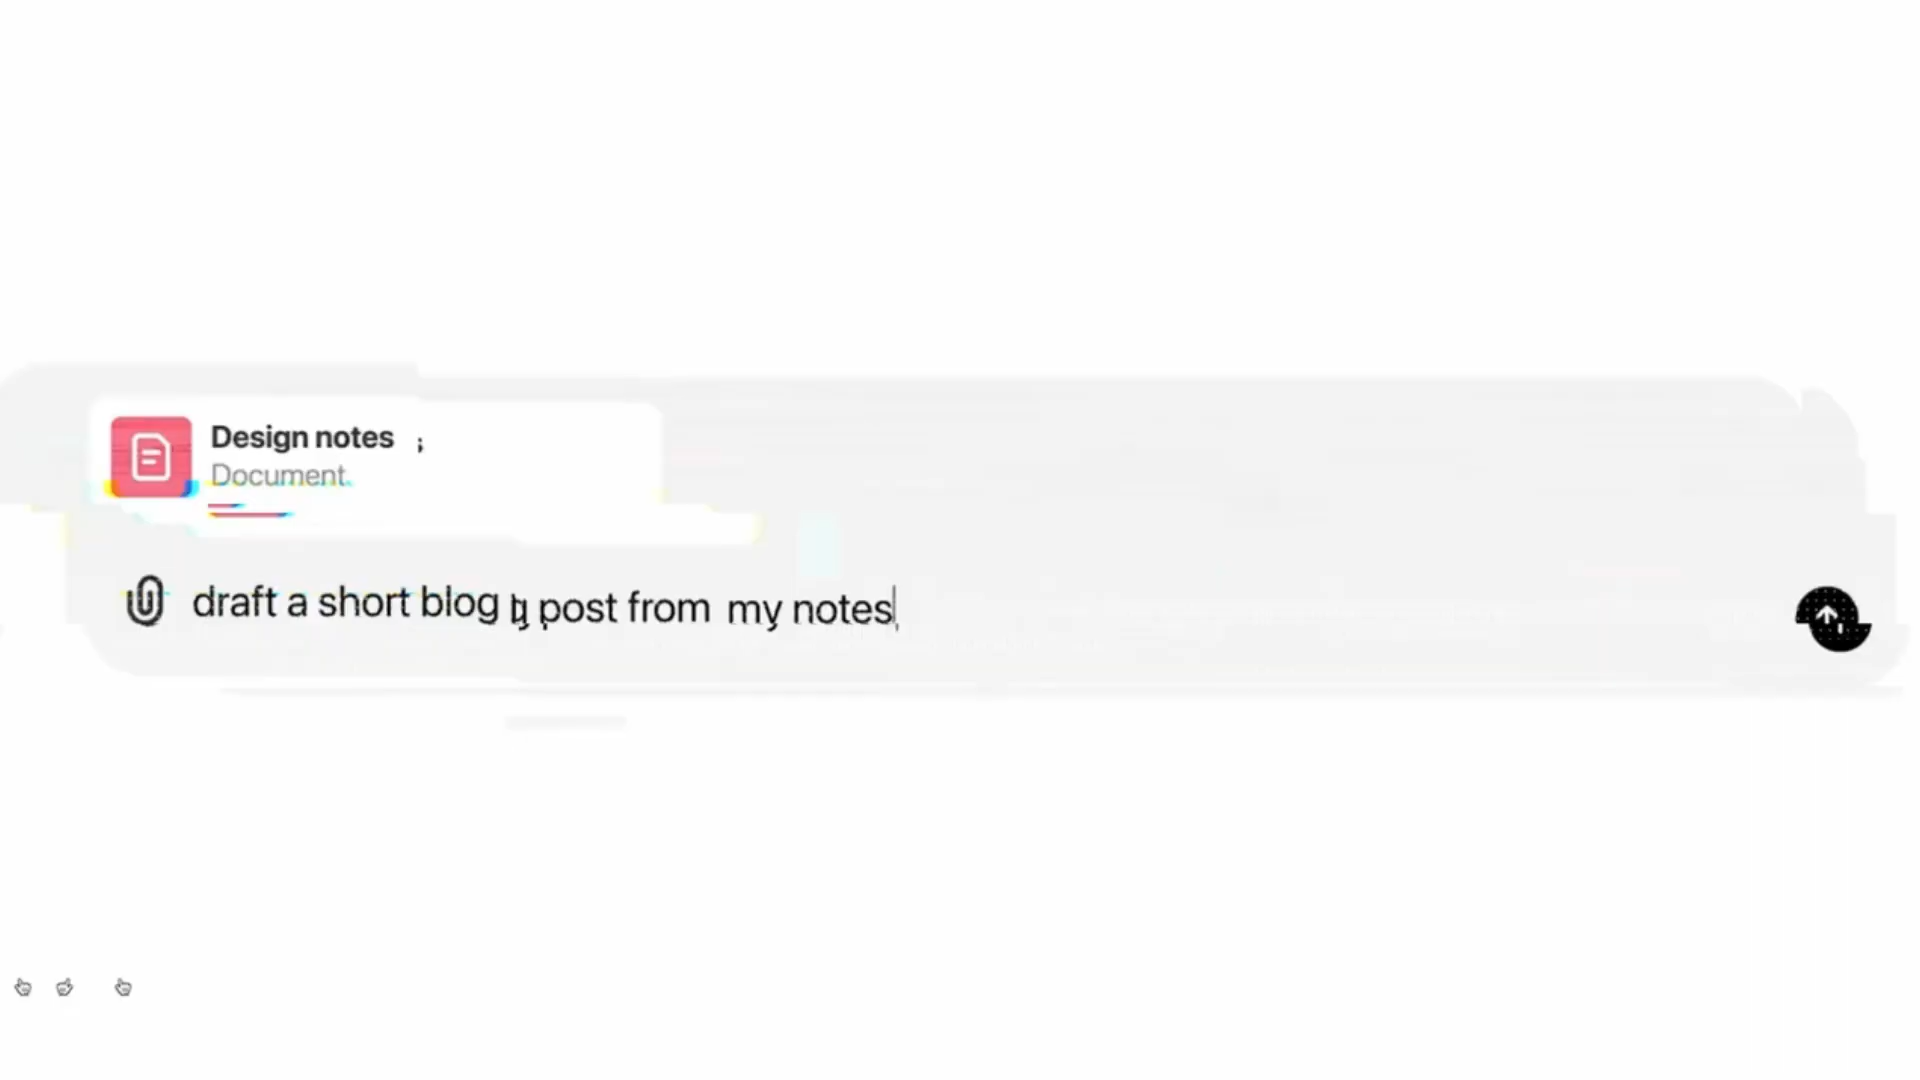 Design notes
Document
draft a short blog post from my notes